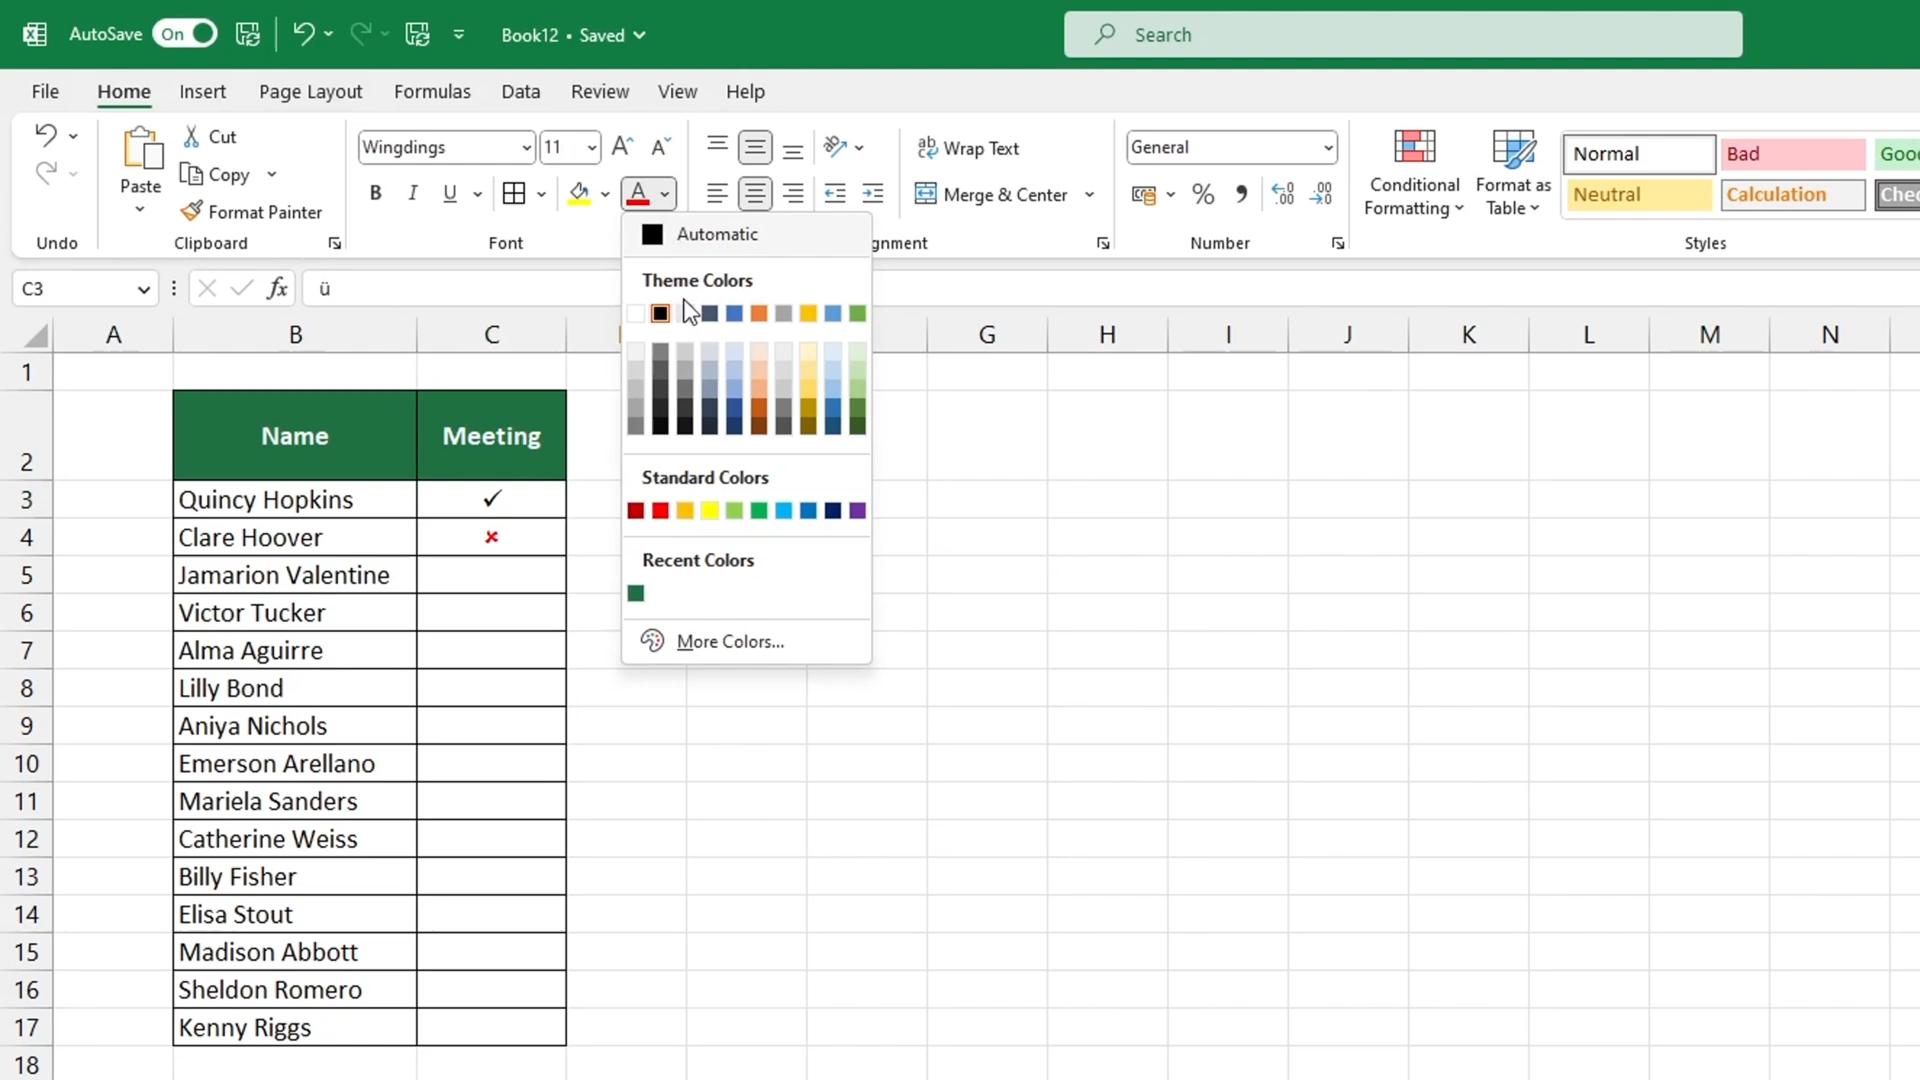 AutoSave On Book12 • Saved Search
File Home Insert Page Layout Formulas Data Review View Help
Cut
Copy
Format Painter
Paste
Wingdings 11
B I U A
Wrap Text
Merge & Center
General
% 9
Conditional Formatting
Format as Table
Normal Bad Good
Neutral Calculation
Undo Clipboard Font Number Styles
C3 fx ü
Automatic
Theme Colors
Standard Colors
Recent Colors
More Colors...
A B C G H I J K L M N
1
2 Name Meeting
3 Quincy Hopkins ✓
4 Clare Hoover ×
5 Jamarion Valentine
6 Victor Tucker
7 Alma Aguirre
8 Lilly Bond
9 Aniya Nichols
10 Emerson Arellano
11 Mariela Sanders
12 Catherine Weiss
13 Billy Fisher
14 Elisa Stout
15 Madison Abbott
16 Sheldon Romero
17 Kenny Riggs
18